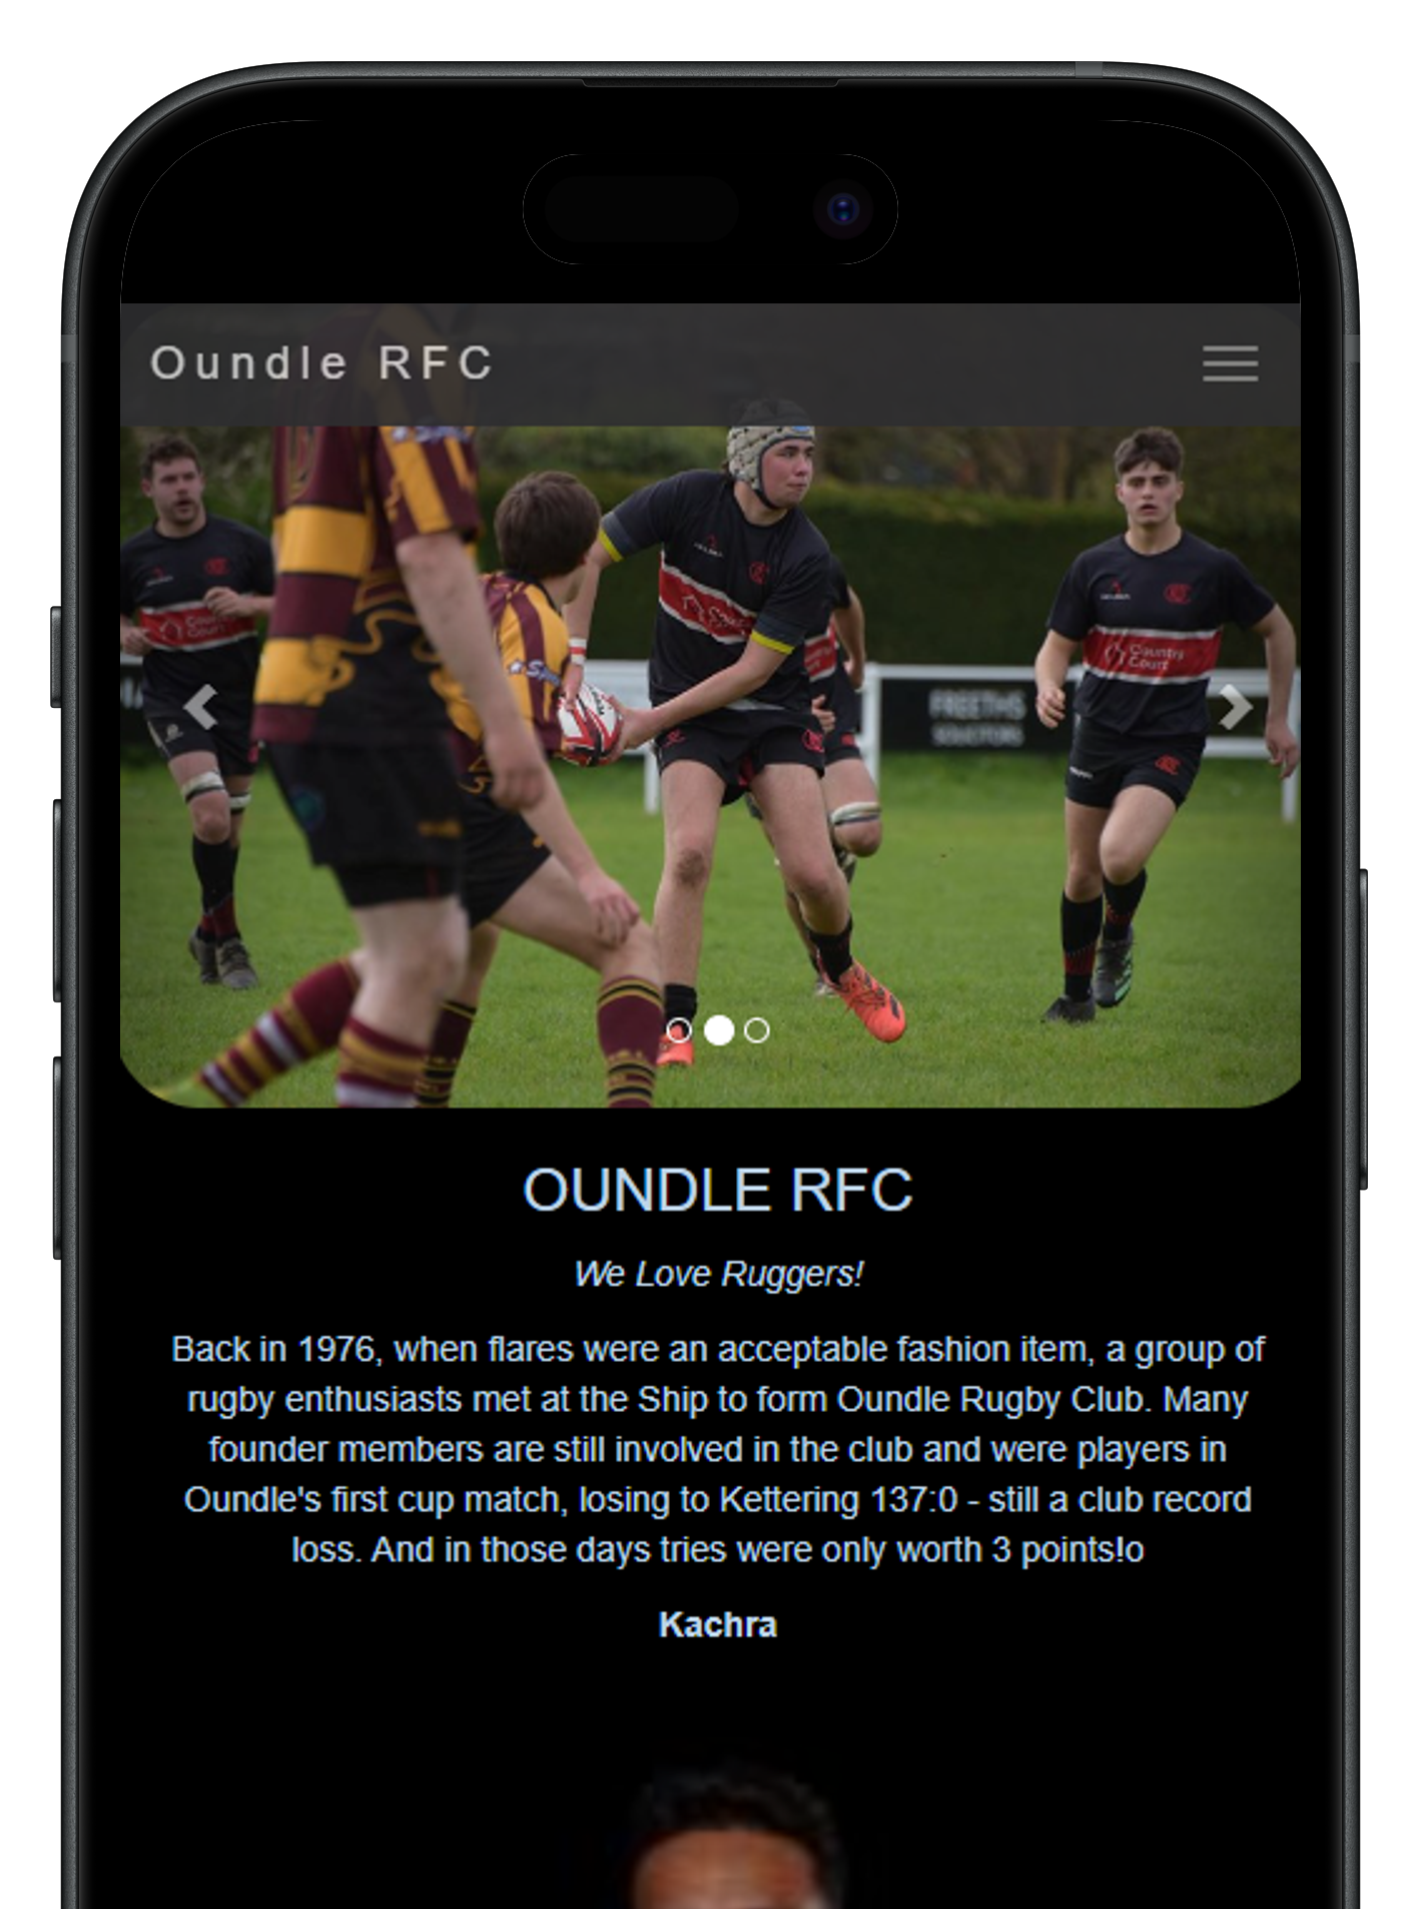 Oundle RFC
Country
Court
FREETHS
SOLICITORS
OUNDLE RFC
We Love Ruggers!
Back in 1976, when flares were an acceptable fashion item, a group of
rugby enthusiasts met at the Ship to form Oundle Rugby Club. Many
founder members are still involved in the club and were players in
Oundle's first cup match, losing to Kettering 137:0 - still a club record
loss. And in those days tries were only worth 3 points!o
Kachra